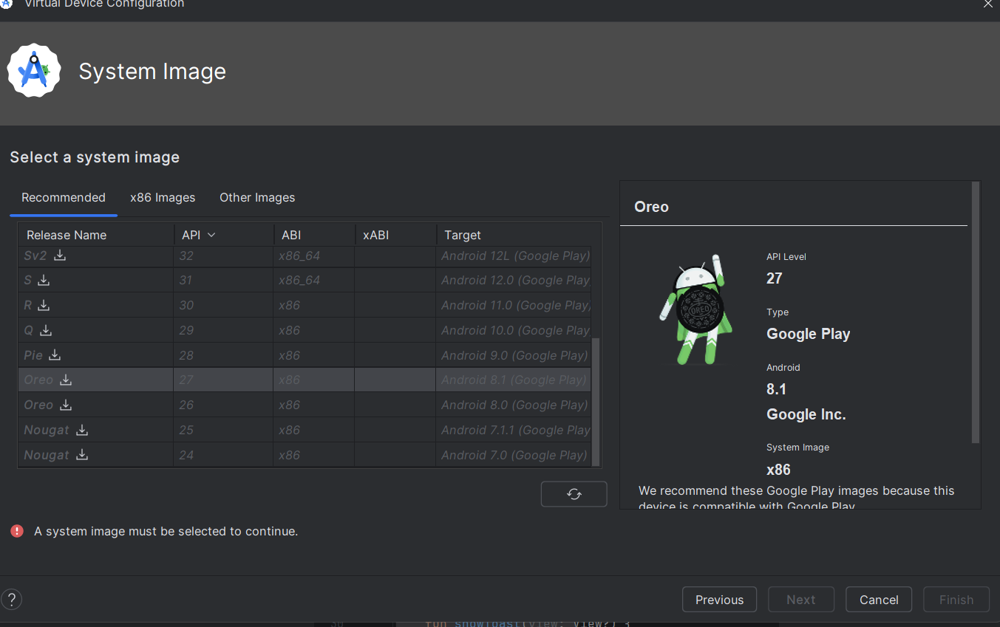 Virtual Device Configuration
System Image
Select a system image
Recommended x86 Images Other Images
Release Name API ABI xABI Target
Sv2 32 x86_64 Android 12L (Google Play)
S 31 x86_64 Android 12.0 (Google Play
R 30 x86 Android 11.0 (Google Play)
Q 29 x86 Android 10.0 (Google Play
Pie 28 x86 Android 9.0 (Google Play)
Oreo 27 x86 Android 8.1 (Google Play)
Oreo 26 x86 Android 8.0 (Google Play)
Nougat 25 x86 Android 7.1.1 (Google Play
Nougat 24 x86 Android 7.0 (Google Play)
Oreo
OREO
API Level
27
Type
Google Play
Android
8.1
Google Inc.
System Image
x86
We recommend these Google Play images because this
device is compatible with Google Play
A system image must be selected to continue.
?
Previous Next Cancel Finish
30 fun showToast(view: View?) {